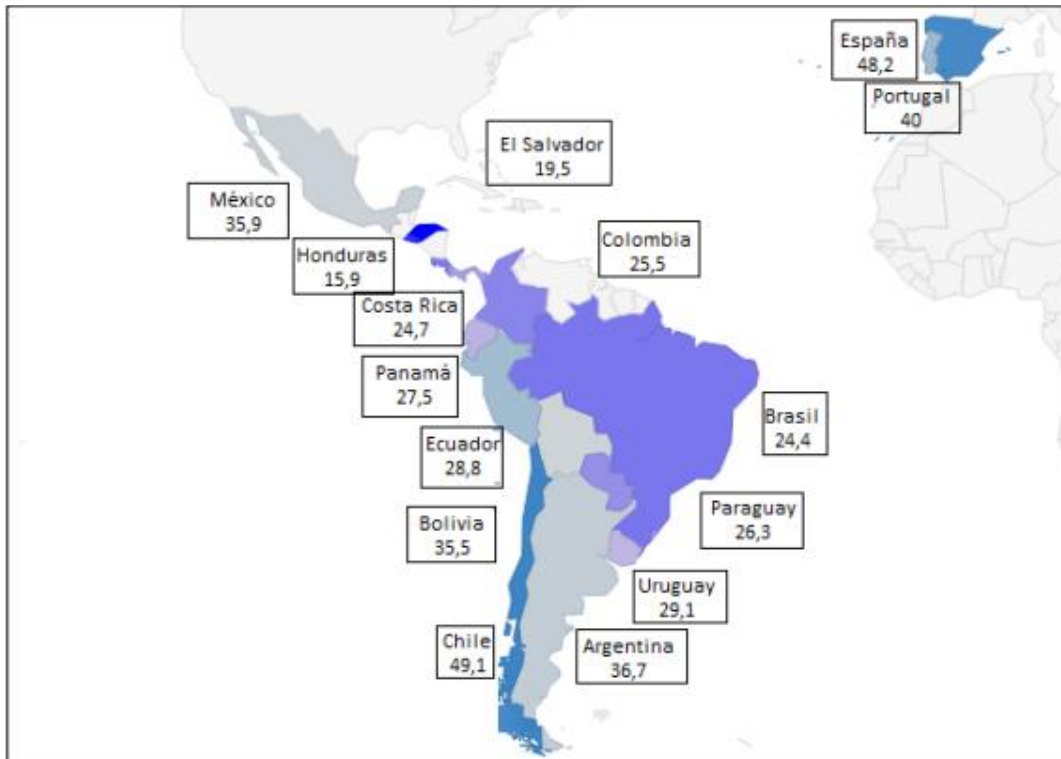 España
48,2
Portugal
40
El Salvador
19,5
México
35,9
Honduras
15,9
Colombia
25,5
Costa Rica
24,7
Panamá
27,5
Brasil
24,4
Ecuador
28,8
Paraguay
26,3
Bolivia
35,5
Uruguay
29,1
Chile
49,1
Argentina
36,7